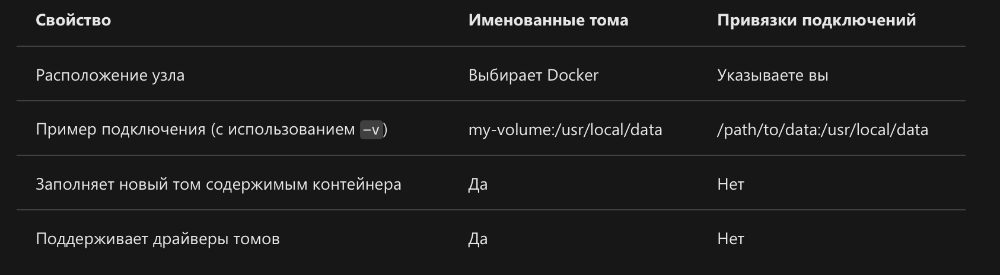 Свойство Именованные тома Привязки подключений
Расположение узла Выбирает Docker Указываете вы
Пример подключения (с использованием –v) my-volume:/usr/local/data /path/to/data:/usr/local/data
Заполняет новый том содержимым контейнера Да Нет
Поддерживает драйверы томов Да Нет